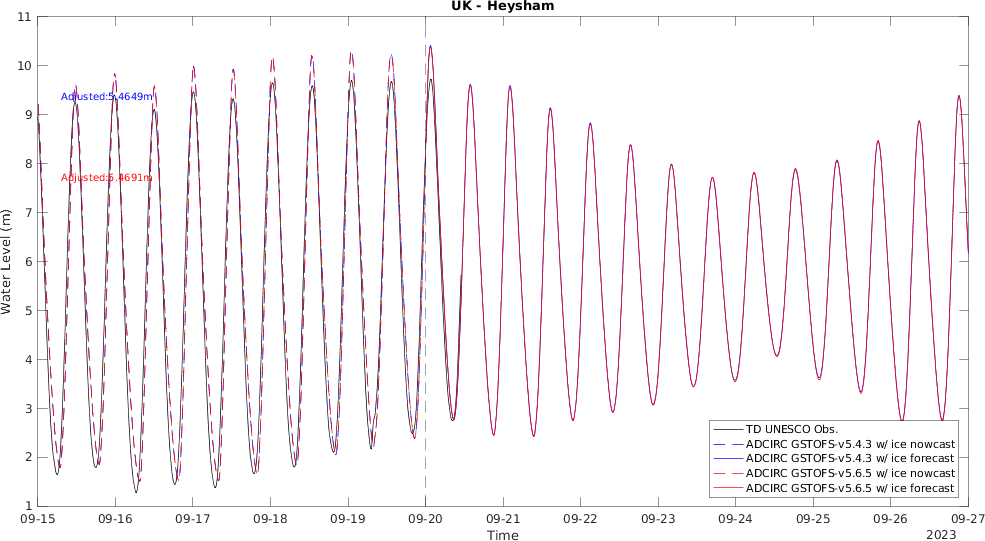 UK - Heysham
11
10
9
8
7
6
5
4
3
2
1
Water Level (m)
Adjusted:5.4649m
Adjusted:5.4691m
TD UNESCO Obs.
ADCIRC GSTOFS-v5.4.3 w/ ice nowcast
ADCIRC GSTOFS-v5.4.3 w/ ice forecast
ADCIRC GSTOFS-v5.6.5 w/ ice nowcast
ADCIRC GSTOFS-v5.6.5 w/ ice forecast
09-15 09-16 09-17 09-18 09-19 09-20 09-21 09-22 09-23 09-24 09-25 09-26 09-27
Time
2023